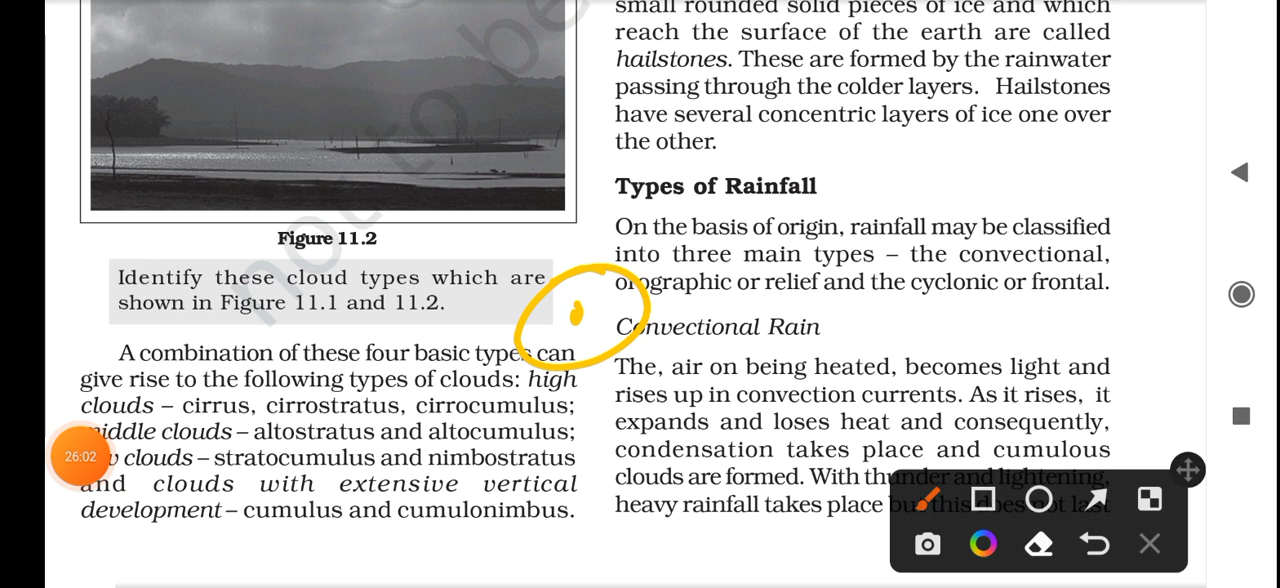 not to be
Figure 11.2
Identify these cloud types which are
shown in Figure 11.1 and 11.2.
A combination of these four basic types can
give rise to the following types of clouds: high
clouds – cirrus, cirrostratus, cirrocumulus;
middle clouds – altostratus and altocumulus;
26:02
clouds – stratocumulus and nimbostratus
and clouds with extensive vertical
development – cumulus and cumulonimbus.
small rounded solid pieces of ice and which
reach the surface of the earth are called
hailstones. These are formed by the rainwater
passing through the colder layers. Hailstones
have several concentric layers of ice one over
the other.
Types of Rainfall
On the basis of origin, rainfall may be classified
into three main types – the convectional,
orographic or relief and the cyclonic or frontal.
Convectional Rain
The, air on being heated, becomes light and
rises up in convection currents. As it rises, it
expands and loses heat and consequently,
condensation takes place and cumulous
clouds are formed. With thunder and lightening,
heavy rainfall takes place but this does not last